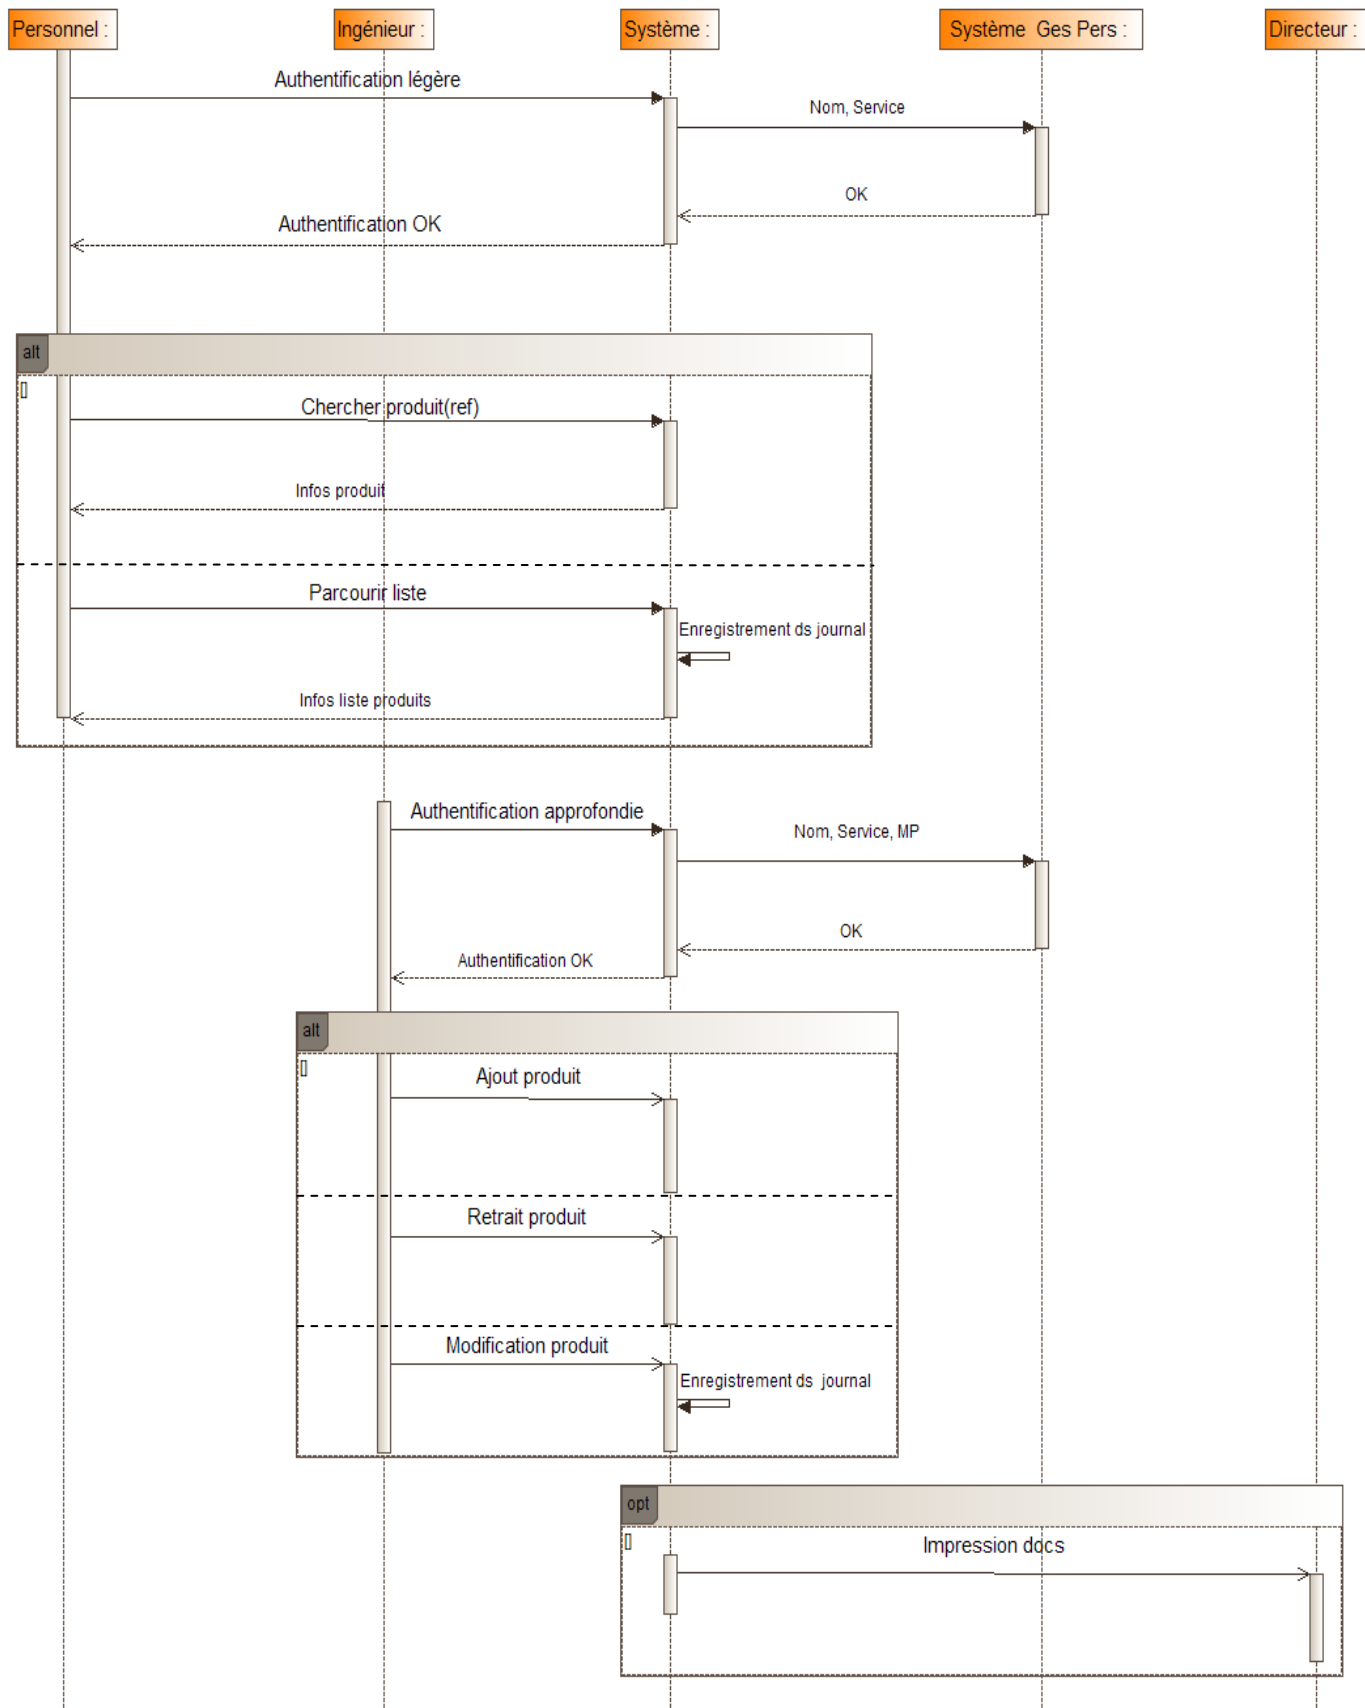 Personnel :
Ingénieur :
Système :
Système  Ges Pers :
Directeur :
Authentification légère
Nom, Service
OK
Authentification OK
alt
[]
Chercher produit(ref)
Infos produit
Parcourir liste
Enregistrement ds journal
Infos liste produits
Authentification approfondie
Nom, Service, MP
OK
Authentification OK
alt
[]
Ajout produit
Retrait produit
Modification produit
Enregistrement ds  journal
opt
[]
Impression docs